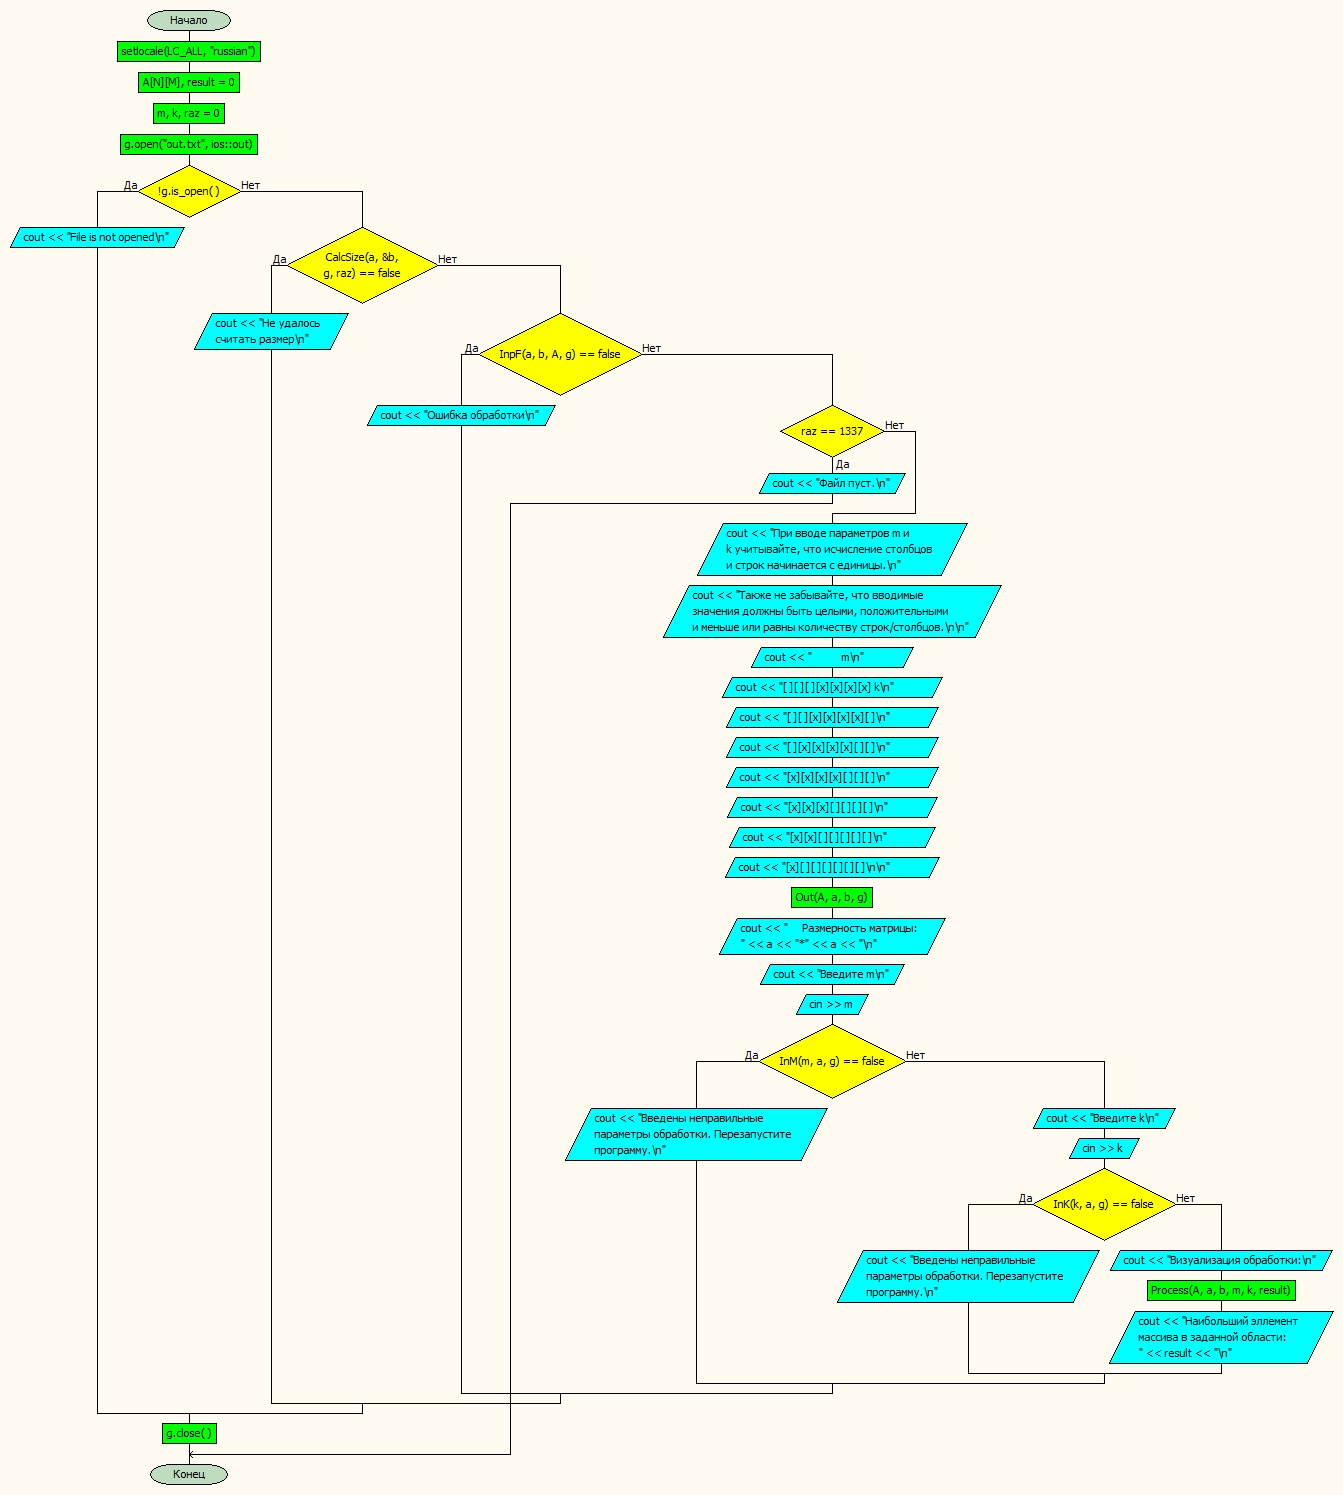 Начало
setlocale(LC_ALL, "russian")
A[N][M], result = 0
m, k, raz = 0
g.open("out.txt", ios::out)
Да
!g.is_open( )
Нет
cout << "File is not opened\n"
Да
CalcSize(a, &b,
g, raz) == false
Нет
cout << "Не удалось
считать размер\n"
Да
InpF(a, b, A, g) == false
Нет
cout << "Ошибка обработки\n"
raz == 1337
Нет
Да
cout << "Файл пуст.\n"
cout << "При вводе параметров m и
k учитывайте, что исчисление столбцов
и строк начинается с единицы.\n"
cout << "Также не забывайте, что вводимые
значения должны быть целыми, положительными
и меньше или равны количеству строк/столбцов.\n\n"
cout << "          m\n"
cout << "[ ][ ][ ][x][x][x][x] k\n"
cout << "[ ][ ][x][x][x][x][ ]\n"
cout << "[ ][x][x][x][x][ ][ ]\n"
cout << "[x][x][x][x][ ][ ][ ]\n"
cout << "[x][x][x][ ][ ][ ][ ]\n"
cout << "[x][x][ ][ ][ ][ ][ ]\n"
cout << "[x][ ][ ][ ][ ][ ][ ]\n\n"
Out(A, a, b, g)
cout << "     Размерность матрицы:
" << a << "*" << a << "\n"
cout << "Введите m\n"
cin >> m
Да
InM(m, a, g) == false
Нет
cout << "Введены неправильные
параметры обработки. Перезапустите
программу.\n"
cout << "Введите k\n"
cin >> k
Да
InK(k, a, g) == false
Нет
cout << "Введены неправильные
параметры обработки. Перезапустите
программу.\n"
cout << "Визуализация обработки:\n"
Process(A, a, b, m, k, result)
cout << "Наибольший эллемент
массива в заданной области:
" << result << "\n"
g.close( )
Конец